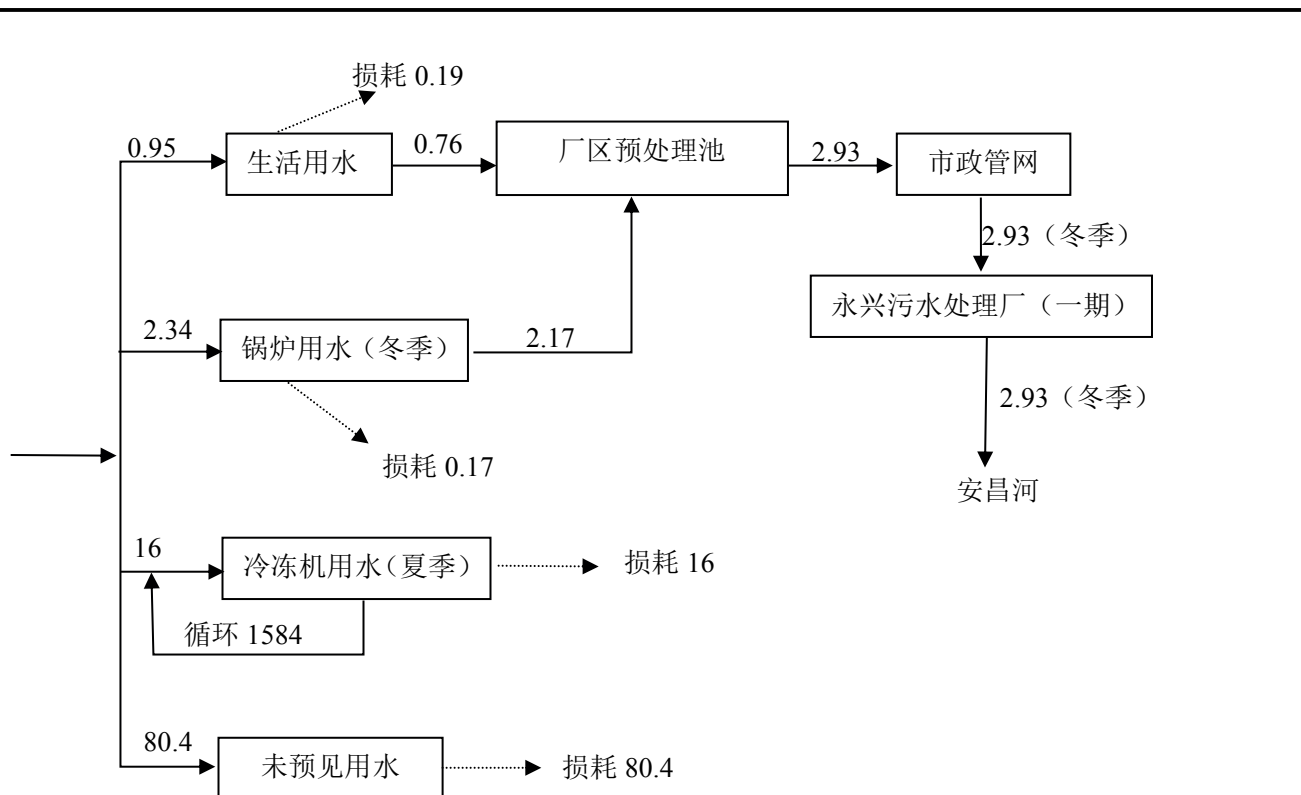 损耗 0.19
0.95
生活用水
0.76
厂区预处理池
2.93
市政管网
2.93（冬季）
永兴污水处理厂（一期）
2.34
锅炉用水（冬季）
2.17
2.93（冬季）
损耗 0.17
安昌河
16
冷冻机用水（夏季）
损耗 16
循环 1584
80.4
未预见用水
损耗 80.4